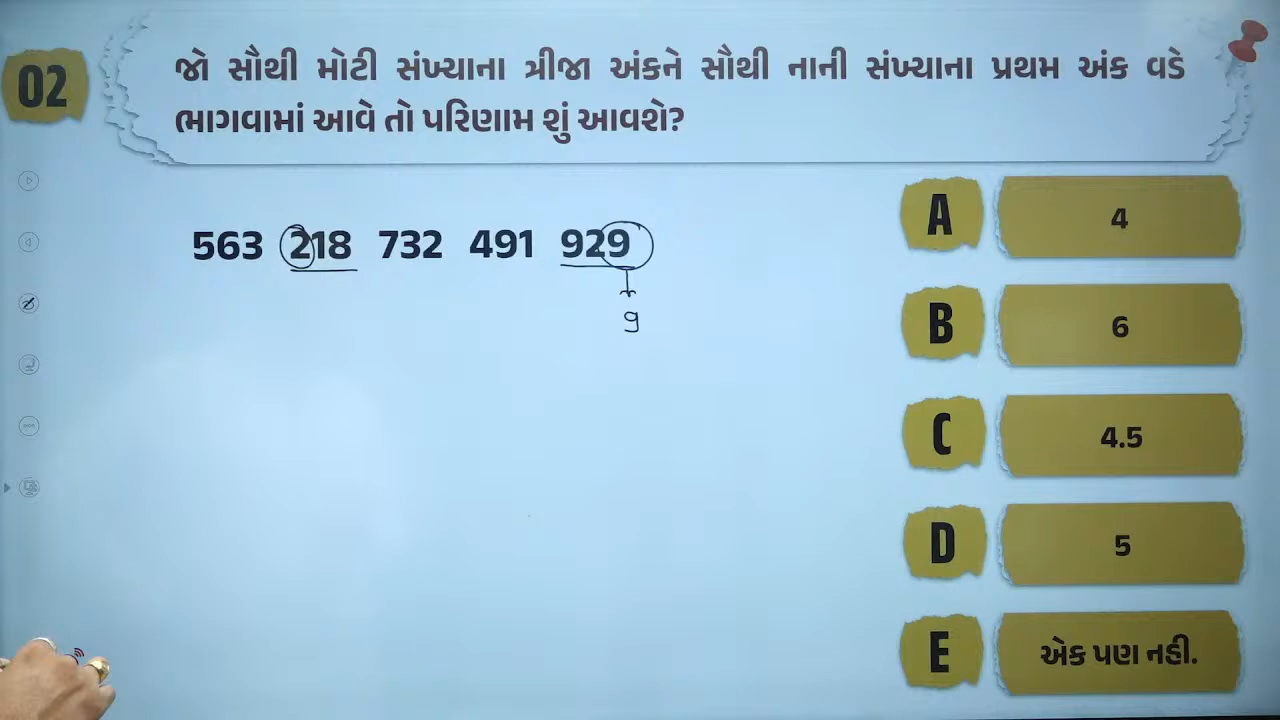 02
જો સૌથી મોટી સંખ્યાના ત્રીજા અંકને સૌથી નાની સંખ્યાના પ્રથમ અંક વડે
ભાગવામાં આવે તો પરિણામ શું આવશે?
563 218 732 491 929
9
A 4
B 6
C 4.5
D 5
E એક પણ નહી.